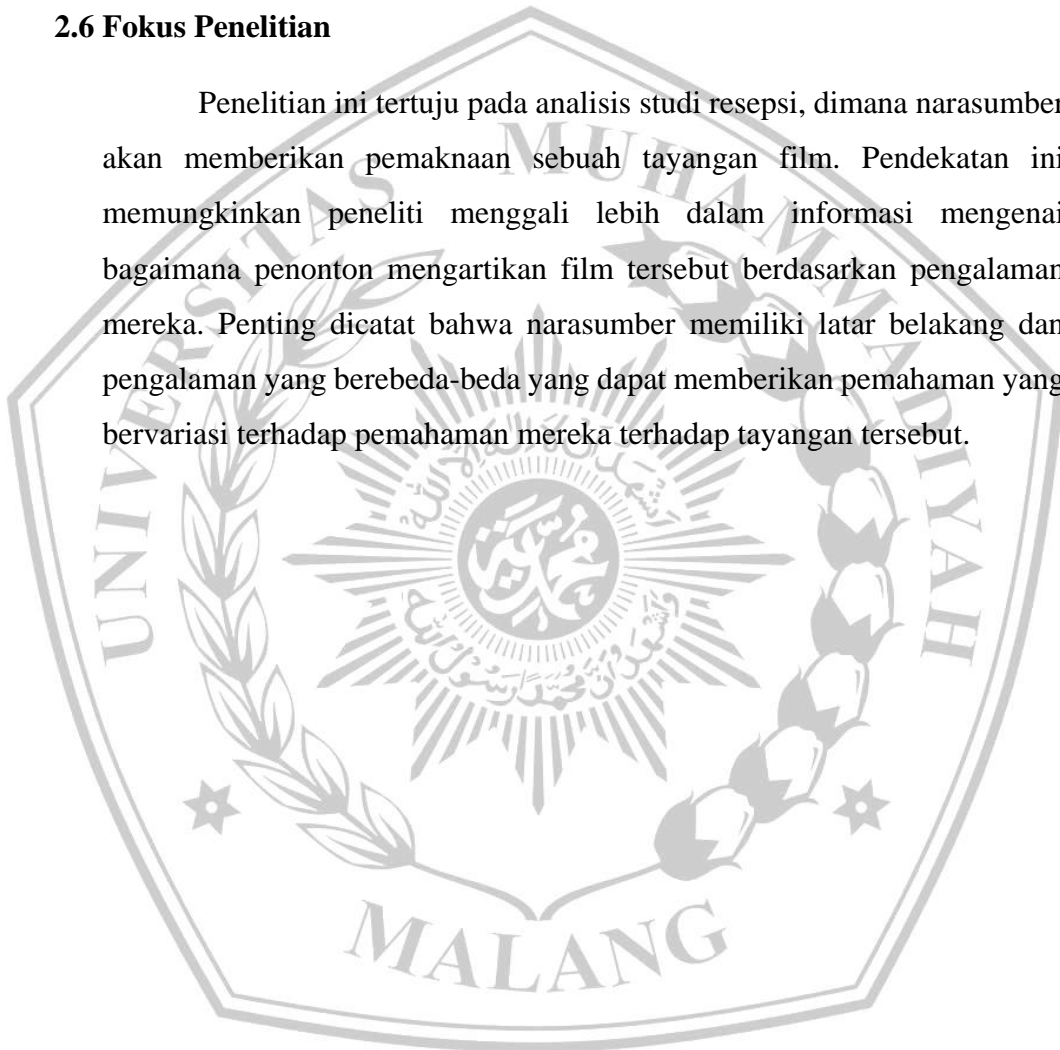 2.6 Fokus Penelitian
Penelitian ini tertuju pada analisis studi resepsi, dimana narasumber
akan memberikan pemaknaan sebuah tayangan film. Pendekatan ini
memungkinkan peneliti menggali lebih dalam informasi mengenai
bagaimana penonton mengartikan film tersebut berdasarkan pengalaman
mereka. Penting dicatat bahwa narasumber memiliki latar belakang dan
pengalaman yang berebeda-beda yang dapat memberikan pemahaman yang
bervariasi terhadap pemahaman mereka terhadap tayangan tersebut.
UNIVERSITAS MUHAMMADIYAH
MALANG